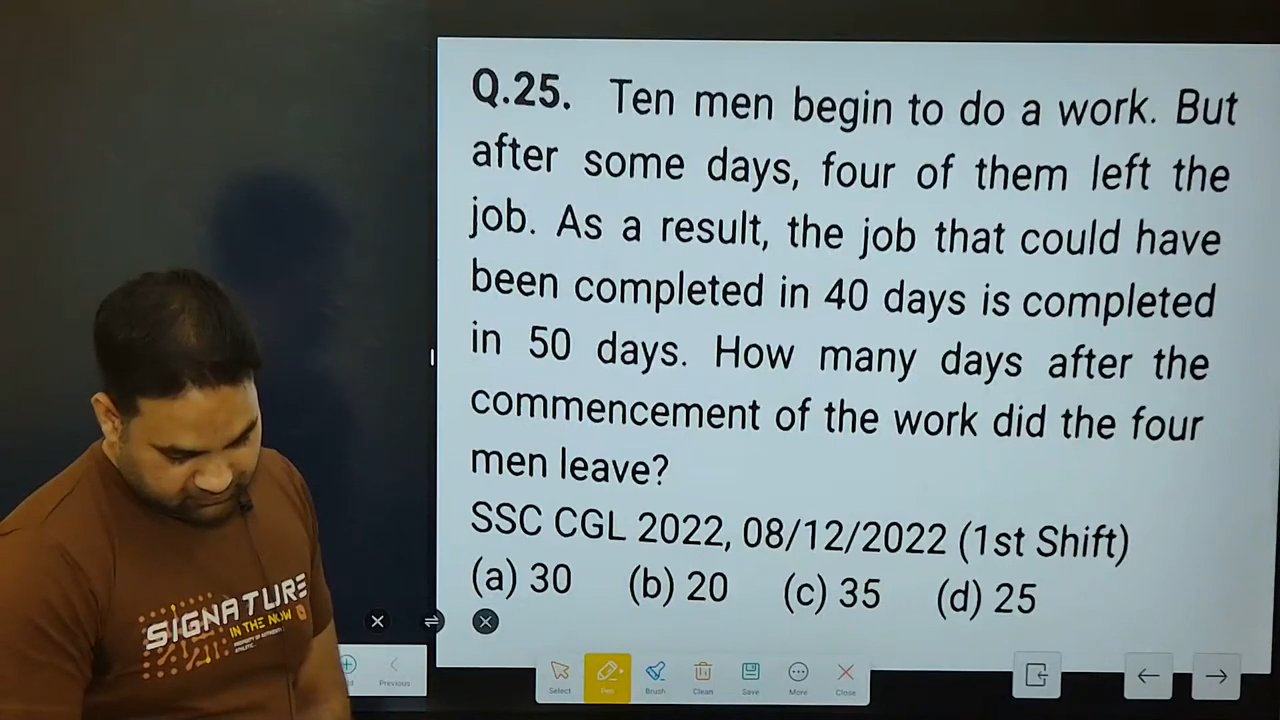 Q.25. Ten men begin to do a work. But
after some days, four of them left the
job. As a result, the job that could have
been completed in 40 days is completed
in 50 days. How many days after the
commencement of the work did the four
men leave?
SSC CGL 2022, 08/12/2022 (1st Shift)
(a) 30 (b) 20 (c) 35 (d) 25
SIGNATURE
IN THE NOW
Previous
Select Pen Brush Clean Save More Close